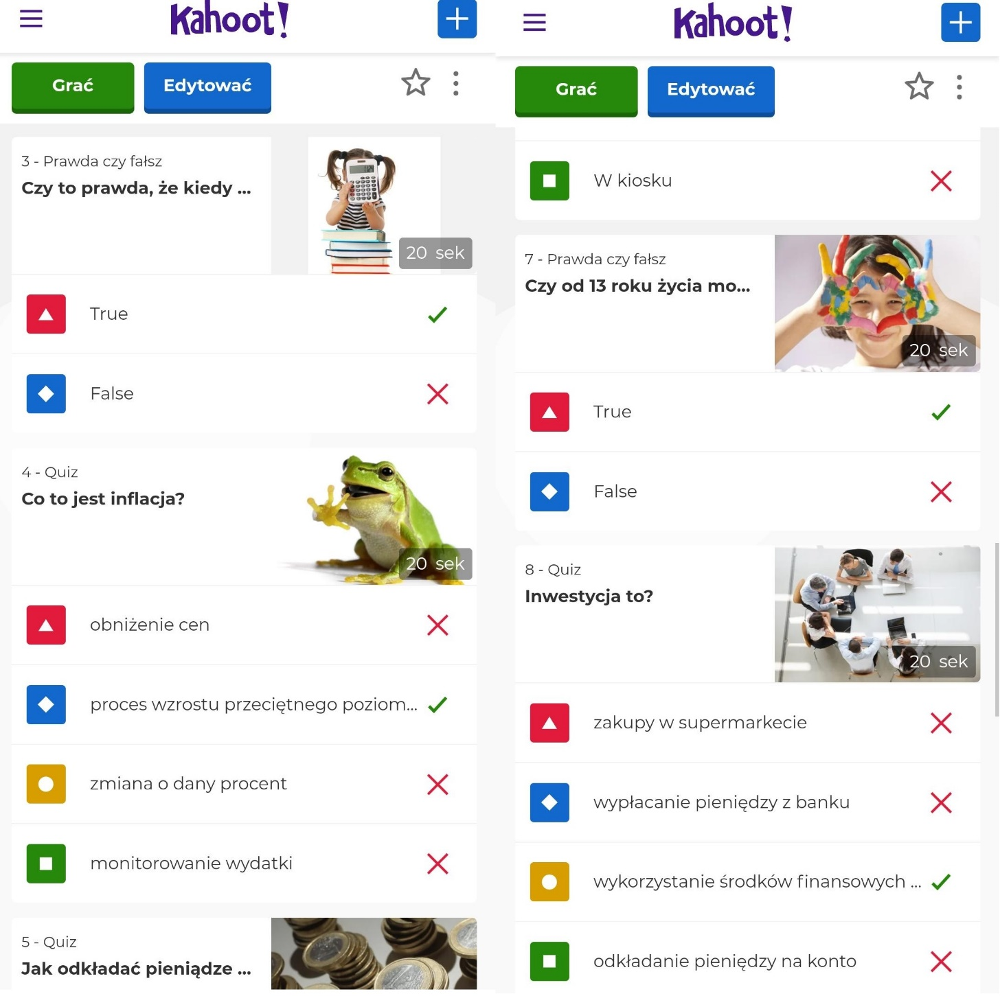 Kahoot!
Grać
Edytować
3 - Prawda czy fałsz
Czy to prawda, że kiedy ...
20 sek
True
False
4 - Quiz
Co to jest inflacja?
20 sek
obniżenie cen
proces wzrostu przeciętnego poziom...
zmiana o dany procent
monitorowanie wydatki
5 - Quiz
Jak odkładać pieniądze ...
Kahoot!
Grać
Edytować
W kiosku
7 - Prawda czy fałsz
Czy od 13 roku życia mo...
20 sek
True
False
8 - Quiz
Inwestycja to?
20 sek
zakupy w supermarkecie
wypłacanie pieniędzy z banku
wykorzystanie środków finansowych ...
odkładanie pieniędzy na konto